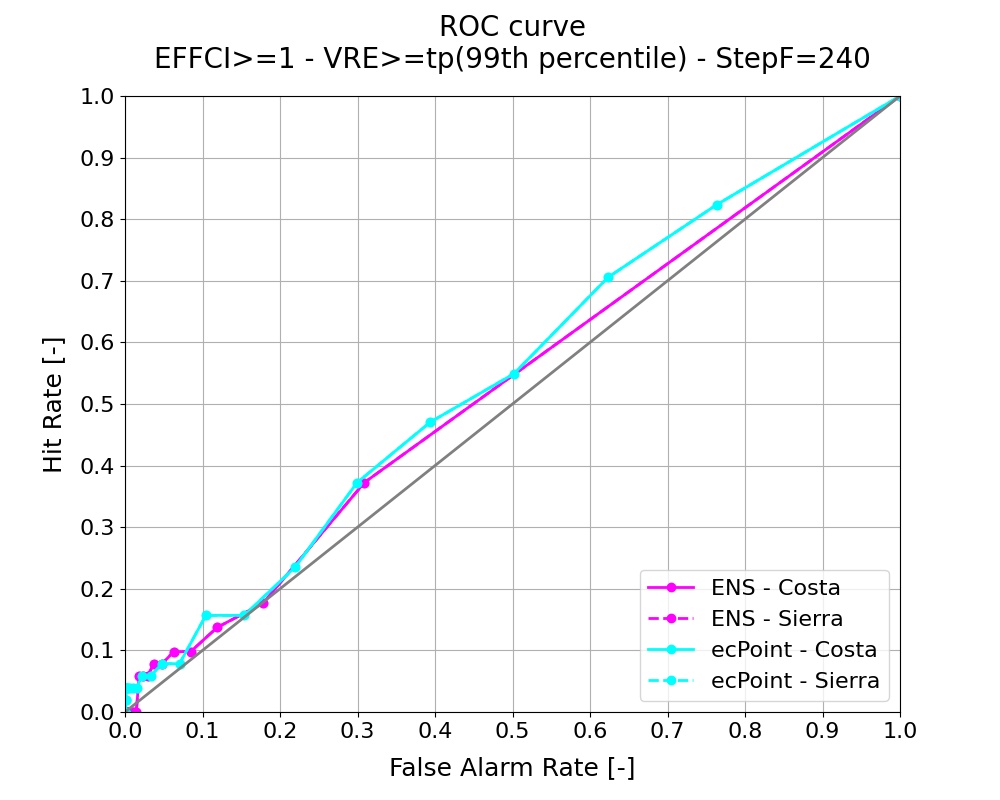 ROC curve
EFFCI>=1 - VRE>=tp(99th percentile) - StepF=240
1.0
0.9
0.8
0.7
0.6
0.5
0.4
0.3
0.2
0.1
0.0
Hit Rate [-]
ENS - Costa
ENS - Sierra
ecPoint - Costa
ecPoint - Sierra
0.0 0.1 0.2 0.3 0.4 0.5 0.6 0.7 0.8 0.9 1.0
False Alarm Rate [-]